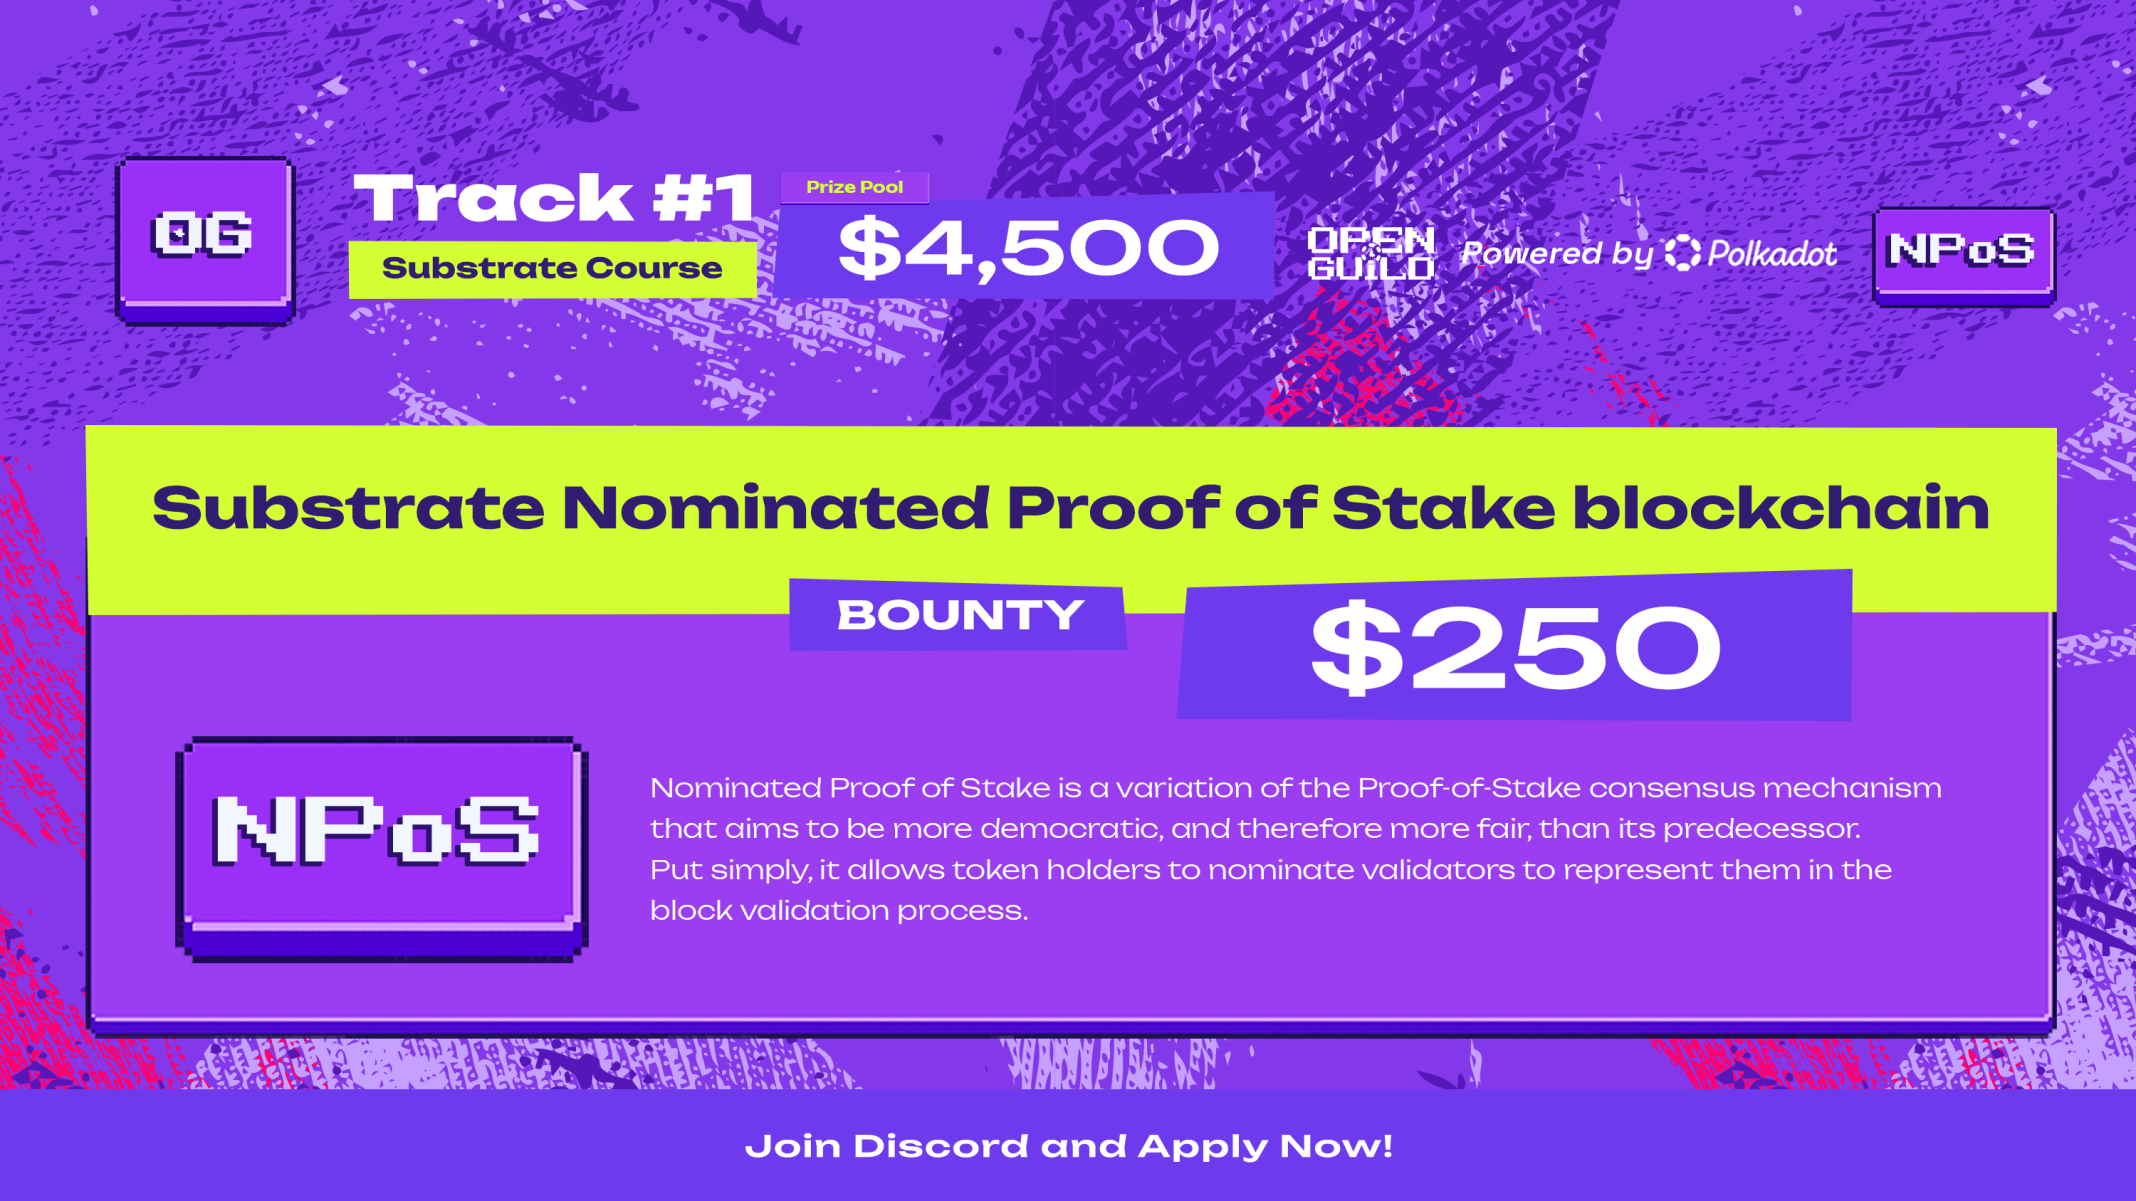 OG
Track #1
Substrate Course
Prize Pool
$4,500
OPEN
GUiLD
Powered by Polkadot
NPoS
Substrate Nominated Proof of Stake blockchain
BOUNTY
$250
NPoS
Nominated Proof of Stake is a variation of the Proof-of-Stake consensus mechanism
that aims to be more democratic, and therefore more fair, than its predecessor.
Put simply, it allows token holders to nominate validators to represent them in the
block validation process.
Join Discord and Apply Now!